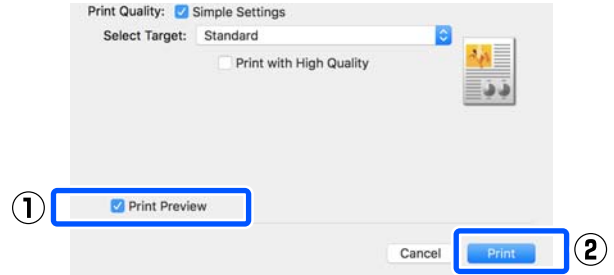 Print Quality: Simple Settings
Select Target: Standard
Print with High Quality
① Print Preview
Cancel Print ②